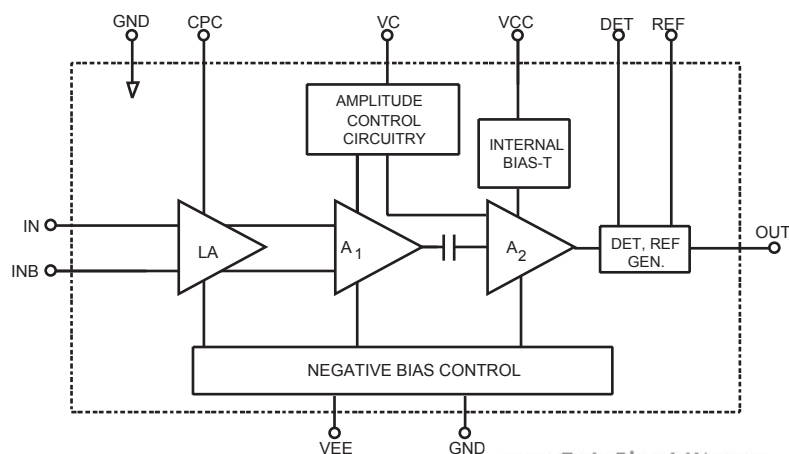 GND CPC VC VCC DET REF
AMPLITUDE
CONTROL
CIRCUITRY
INTERNAL
BIAS-T
IN
INB
LA
A1
A2
DET, REF
GEN.
OUT
NEGATIVE BIAS CONTROL
VEE GND